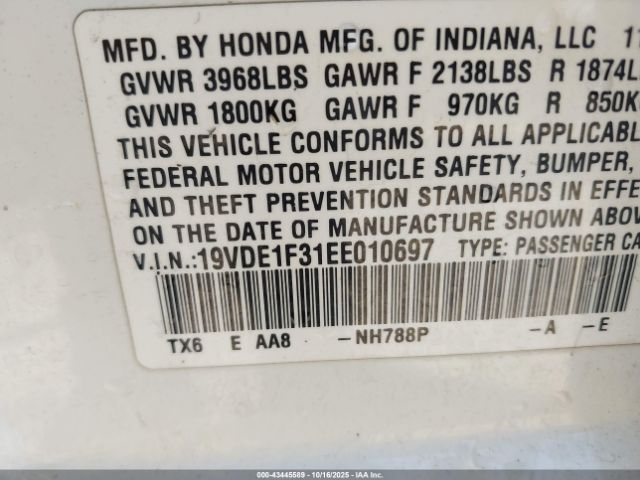 MFD. BY HONDA MFG. OF INDIANA, LLC 11
GVWR 3968LBS GAWR F 2138LBS R 1874L
GVWR 1800KG GAWR F 970KG R 850K
THIS VEHICLE CONFORMS TO ALL APPLICABL
FEDERAL MOTOR VEHICLE SAFETY, BUMPER,
AND THEFT PREVENTION STANDARDS IN EFFE
ON THE DATE OF MANUFACTURE SHOWN ABOV
V.I.N.:19VDE1F31EE010697 TYPE: PASSENGER CA
TX6 E AA8 -NH788P -A -E
000-43445589 - 10/16/2025 - IAA Inc.